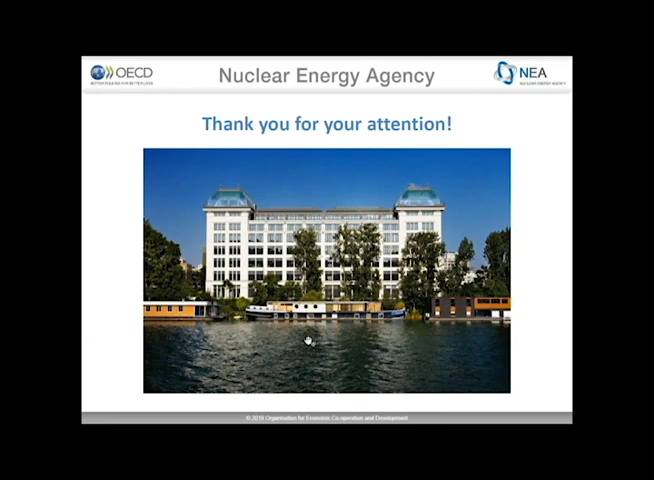 OECD
BETTER POLICIES FOR BETTER LIVES
Nuclear Energy Agency
NEA
NUCLEAR ENERGY AGENCY
Thank you for your attention!
© 2019 Organisation for Economic Co-operation and Development